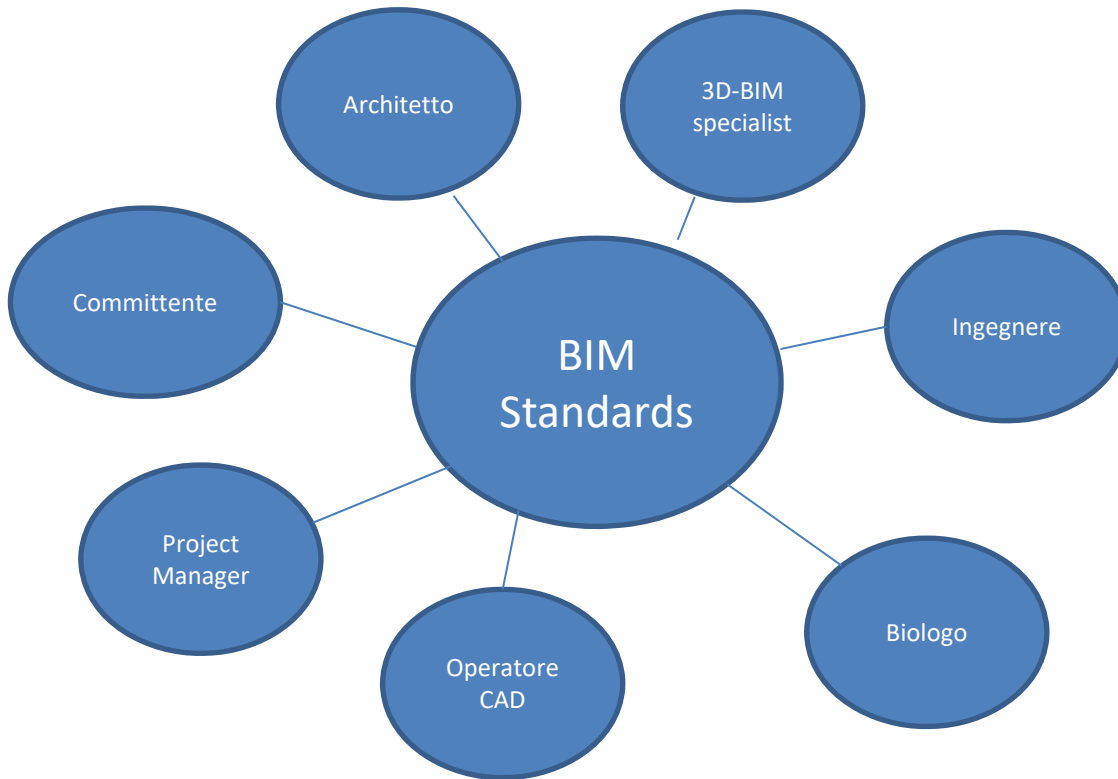 Architetto
3D-BIM
specialist
Committente
Ingegnere
BIM
Standards
Project
Manager
Operatore
CAD
Biologo